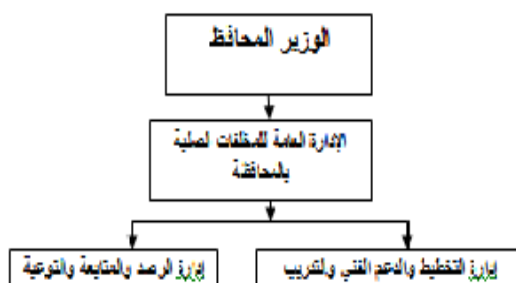 الوزير المحافظ
الإدارة العامة للمخلفات الصلبة
بالمحافظة
إدارة التخطيط والدعم الفني والتدريب
إدارة الرصد والمتابعة والتوعية